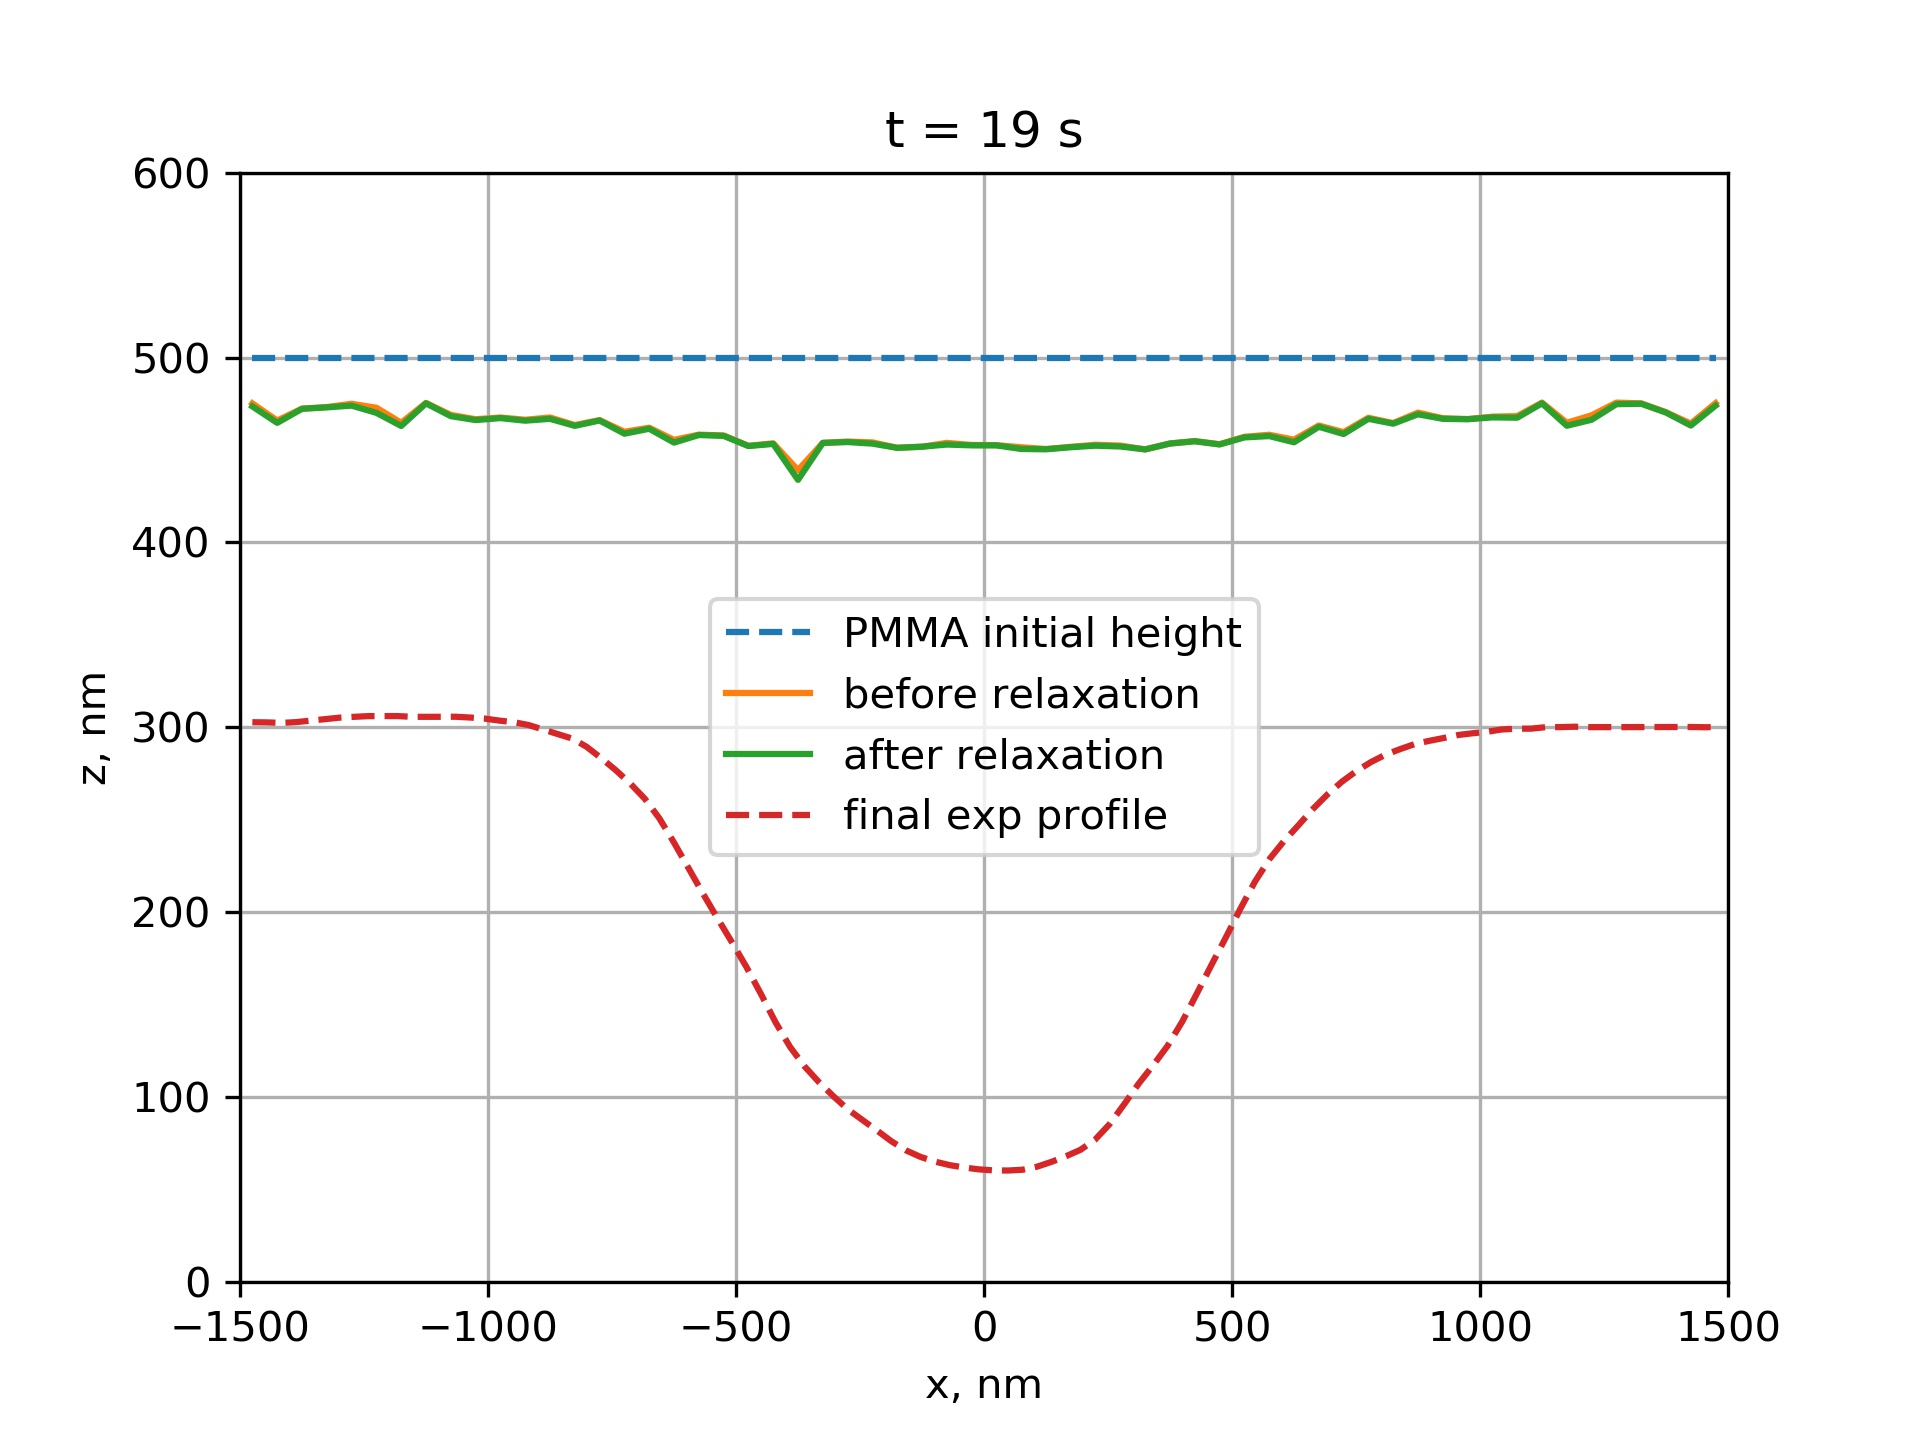 t = 19 s
600
500
400
300
200
100
0
z, nm
PMMA initial height
before relaxation
after relaxation
final exp profile
−1500 −1000 −500 0 500 1000 1500
x, nm